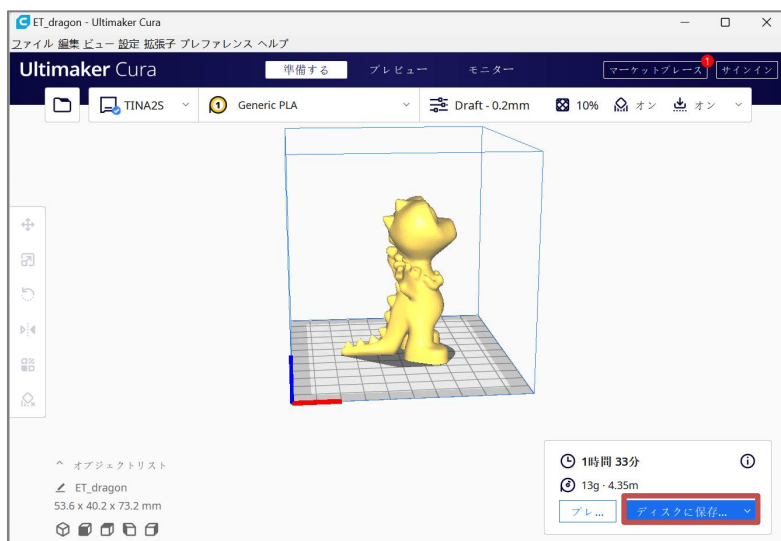 ET_dragon - Ultimaker Cura
ファイル 編集 ビュー 設定 拡張子 プレファレンス ヘルプ
Ultimaker Cura 準備する プレビュー モニター マーケットプレース 1 サインイン
TINA2S 1 Generic PLA Draft - 0.2mm 10% オン オン
オブジェクトリスト
ET_dragon
53.6 x 40.2 x 73.2 mm
1時間 33分
13g · 4.35m
プレ... ディスクに保存...